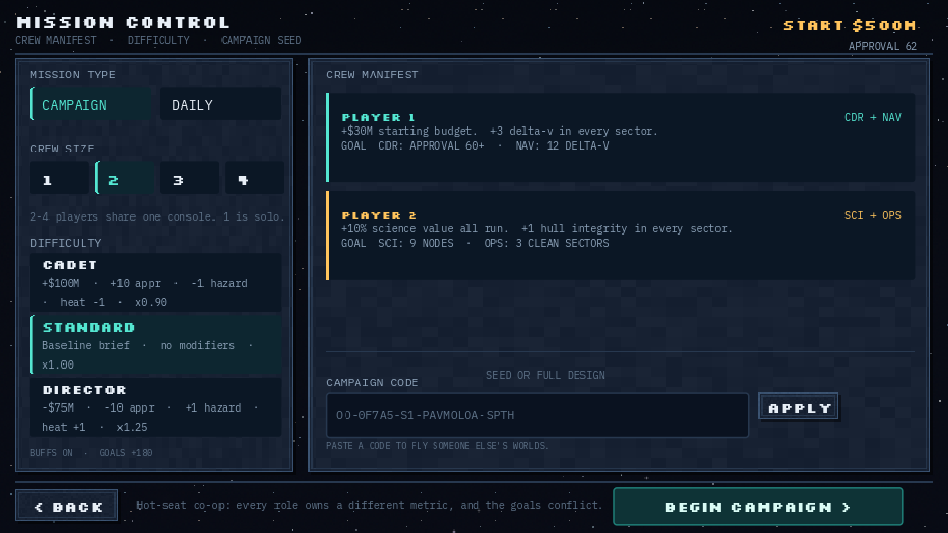 MISSION CONTROL
CREW MANIFEST · DIFFICULTY · CAMPAIGN SEED
START $500M
APPROVAL 62
MISSION TYPE
CAMPAIGN
DAILY
CREW SIZE
1
2
3
4
2-4 players share one console. 1 is solo.
DIFFICULTY
CADET
+$100M · +10 appr · -1 hazard
· heat -1 · x0.90
STANDARD
Baseline brief · no modifiers ·
x1.00
DIRECTOR
-$75M · -10 appr · +1 hazard ·
heat +1 · x1.25
BUFFS ON · GOALS +180
CREW MANIFEST
PLAYER 1
CDR + NAV
+$30M starting budget. +3 delta-v in every sector.
GOAL CDR: APPROVAL 60+ · NAV: 12 DELTA-V
PLAYER 2
SCI + OPS
+10% science value all run. +1 hull integrity in every sector.
GOAL SCI: 9 NODES · OPS: 3 CLEAN SECTORS
SEED OR FULL DESIGN
CAMPAIGN CODE
00-0F7A5-S1-PAVMOLOA-SPTH
APPLY
PASTE A CODE TO FLY SOMEONE ELSE'S WORLDS.
< BACK
Hot-seat co-op: every role owns a different metric, and the goals conflict.
BEGIN CAMPAIGN >